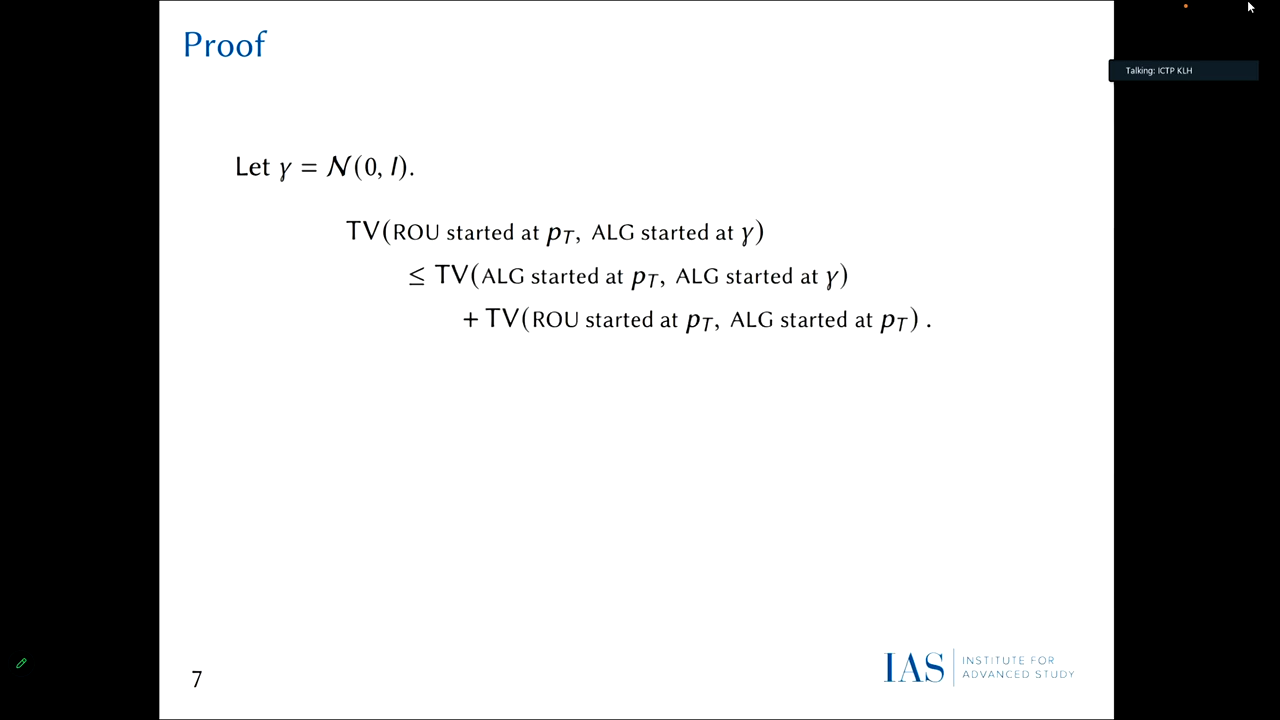 Proof
Talking: ICTP KLH
Let γ = 𝒩(0, I).
TV(ROU started at p_T, ALG started at γ)
≤ TV(ALG started at p_T, ALG started at γ)
+ TV(ROU started at p_T, ALG started at p_T) .
7
IAS
INSTITUTE FOR
ADVANCED STUDY